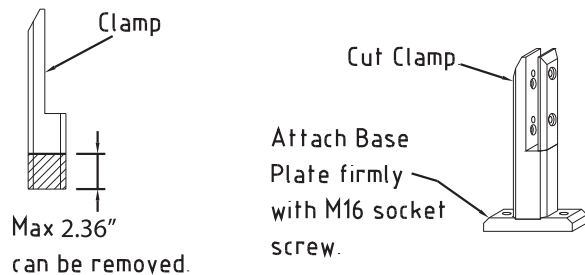 Clamp
Max 2.36"
can be removed.
Cut Clamp
Attach Base
Plate firmly
with M16 socket
screw.